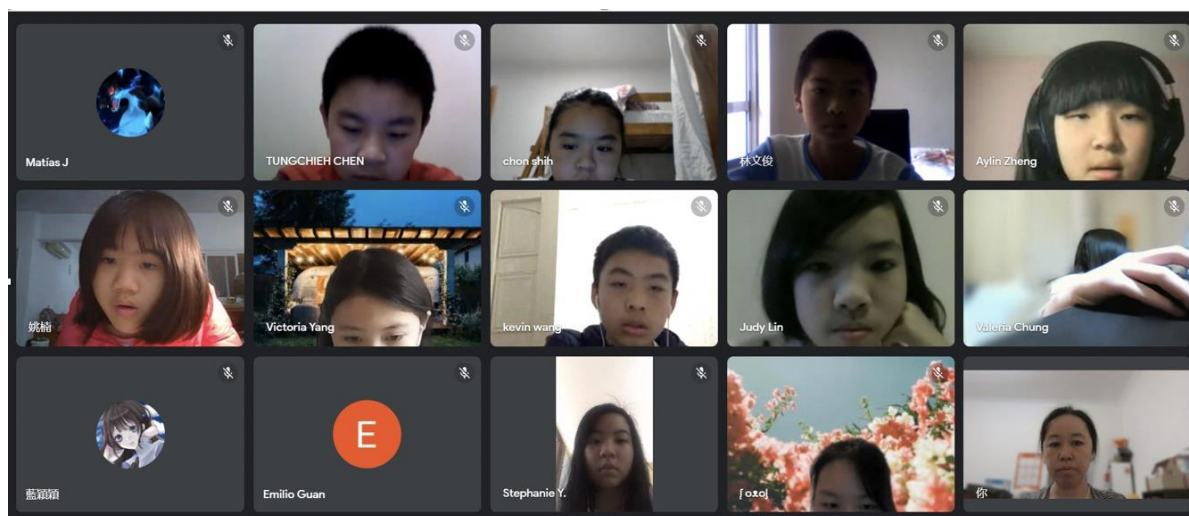 Matías J
TUNGCHIEH CHEN
chon shih
林文俊
Aylin Zheng
姚楠
Victoria Yang
kevin wang
Judy Lin
Valeria Chung
藍穎穎
E
Emilio Guan
Stephanie Y.
你